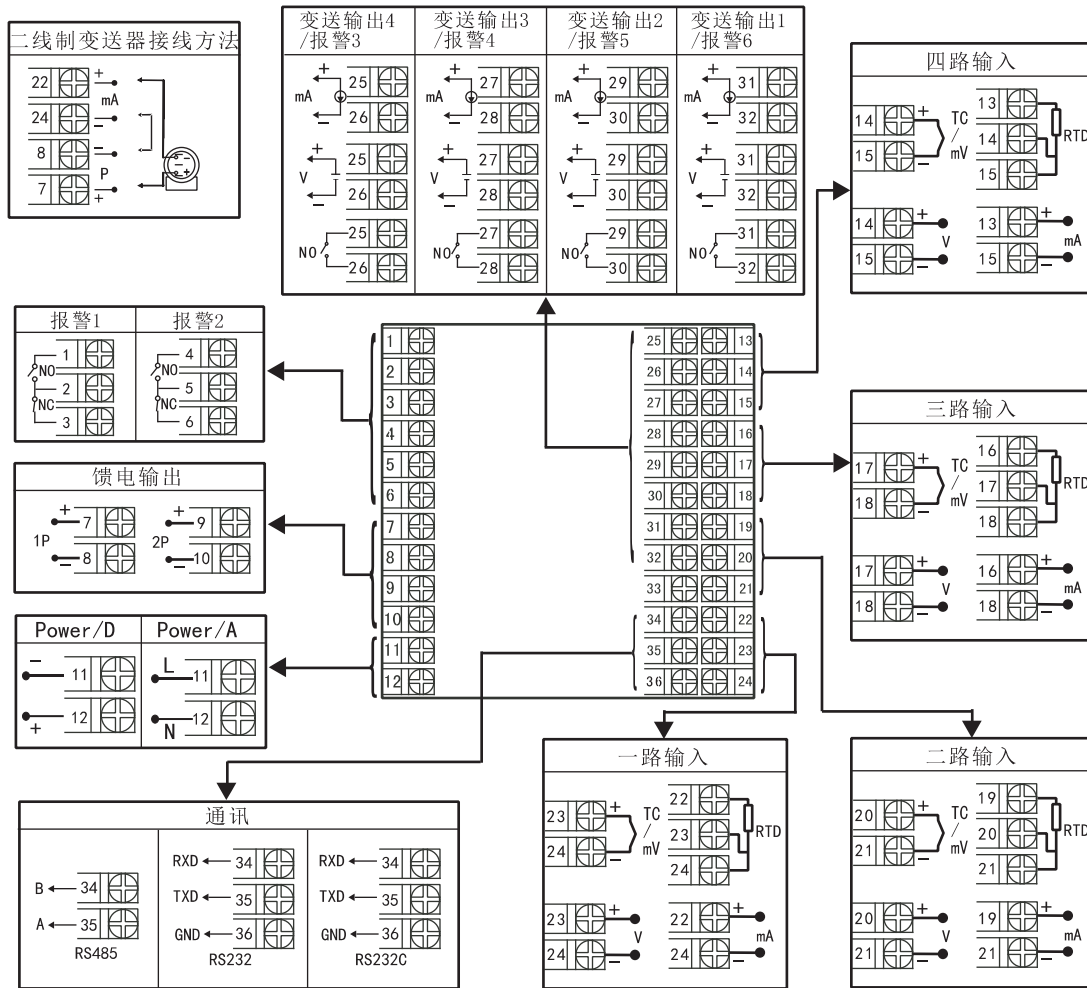 二线制变送器接线方法
22 + mA
24 -
8 - P
7 +
变送输出4/报警3
变送输出3/报警4
变送输出2/报警5
变送输出1/报警6
+ mA - 25 26
+ mA - 27 28
+ mA - 29 30
+ mA - 31 32
+ V - 25 26
+ V - 27 28
+ V - 29 30
+ V - 31 32
NO 25 26
NO 27 28
NO 29 30
NO 31 32
四路输入
14 15 + - TC/mV
13 14 15 RTD
14 15 + - V
13 15 + - mA
报警1
NO NC 1 2 3
报警2
NO NC 4 5 6
馈电输出
1P + - 7 8
2P + - 9 10
Power/D
- 11
+ 12
Power/A
L 11
N 12
1 25 13
2 26 14
3 27 15
4 28 16
5 29 17
6 30 18
7 31 19
8 32 20
9 33 21
10 34 22
11 35 23
12 36 24
三路输入
17 18 + - TC/mV
16 17 18 RTD
17 18 + - V
16 18 + - mA
通讯
B 34
A 35
RS485
RXD 34
TXD 35
GND 36
RS232
RXD 34
TXD 35
GND 36
RS232C
一路输入
23 24 + - TC/mV
22 23 24 RTD
23 24 + - V
22 24 + - mA
二路输入
20 21 + - TC/mV
19 20 21 RTD
20 21 + - V
19 21 + - mA